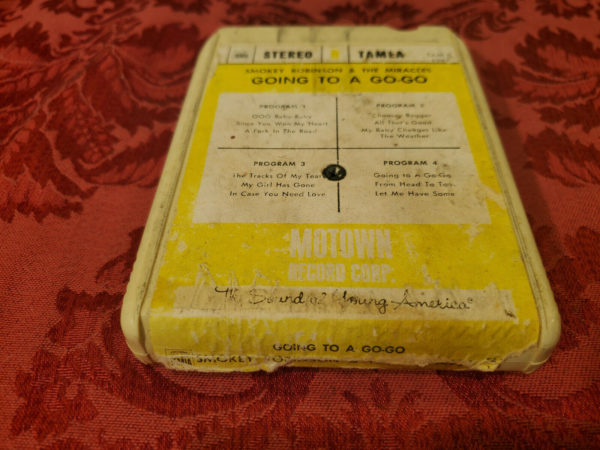 STEREO 8 TAMLA
SMOKEY ROBINSON & THE MIRACLES
GOING TO A GO-GO
PROGRAM 1
OOO Baby Baby
Since You Won My Heart
A Fork In The Road
PROGRAM 2
Choosey Beggar
All That's Good
My Baby Changes Like
The Weather
PROGRAM 3
The Tracks Of My Tears
My Girl Has Gone
In Case You Need Love
PROGRAM 4
Going to A Go-Go
From Head To Toe
Let Me Have Some
MOTOWN
RECORD CORP.
The Sound of Young America
GOING TO A GO-GO
SMOKEY